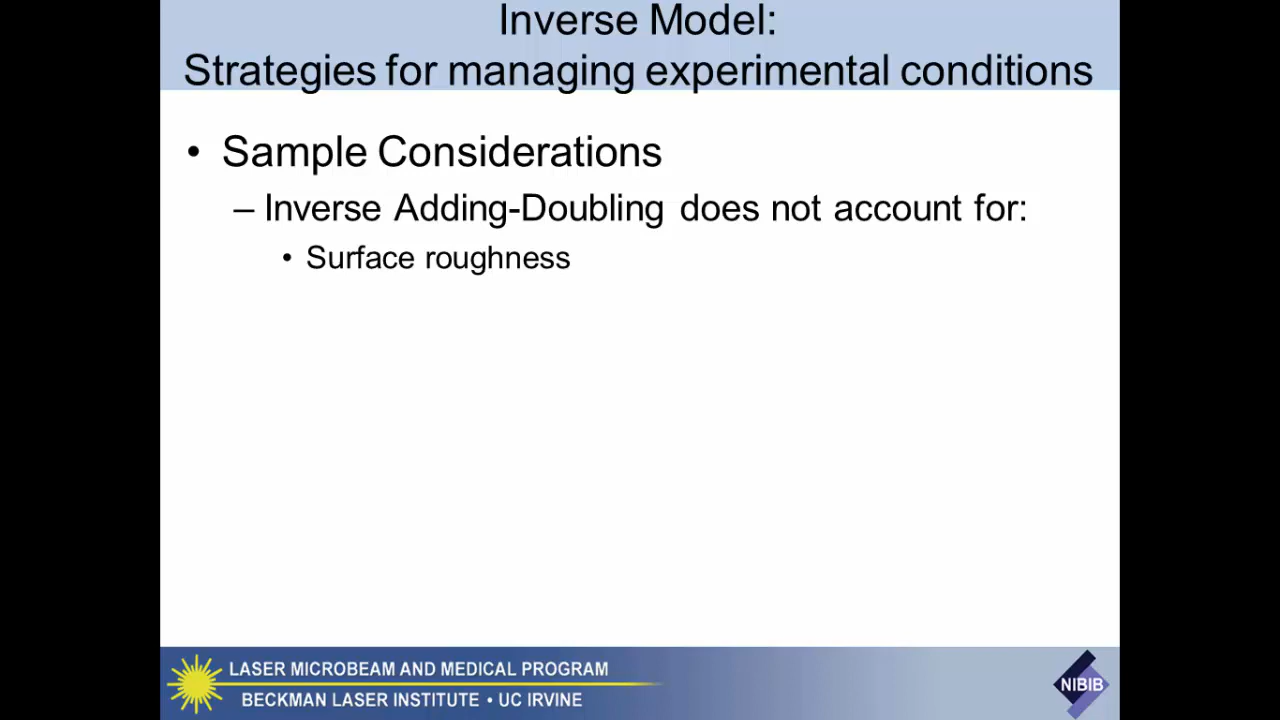 Inverse Model:
Strategies for managing experimental conditions
• Sample Considerations
– Inverse Adding-Doubling does not account for:
• Surface roughness
LASER MICROBEAM AND MEDICAL PROGRAM
BECKMAN LASER INSTITUTE • UC IRVINE
NIBIB